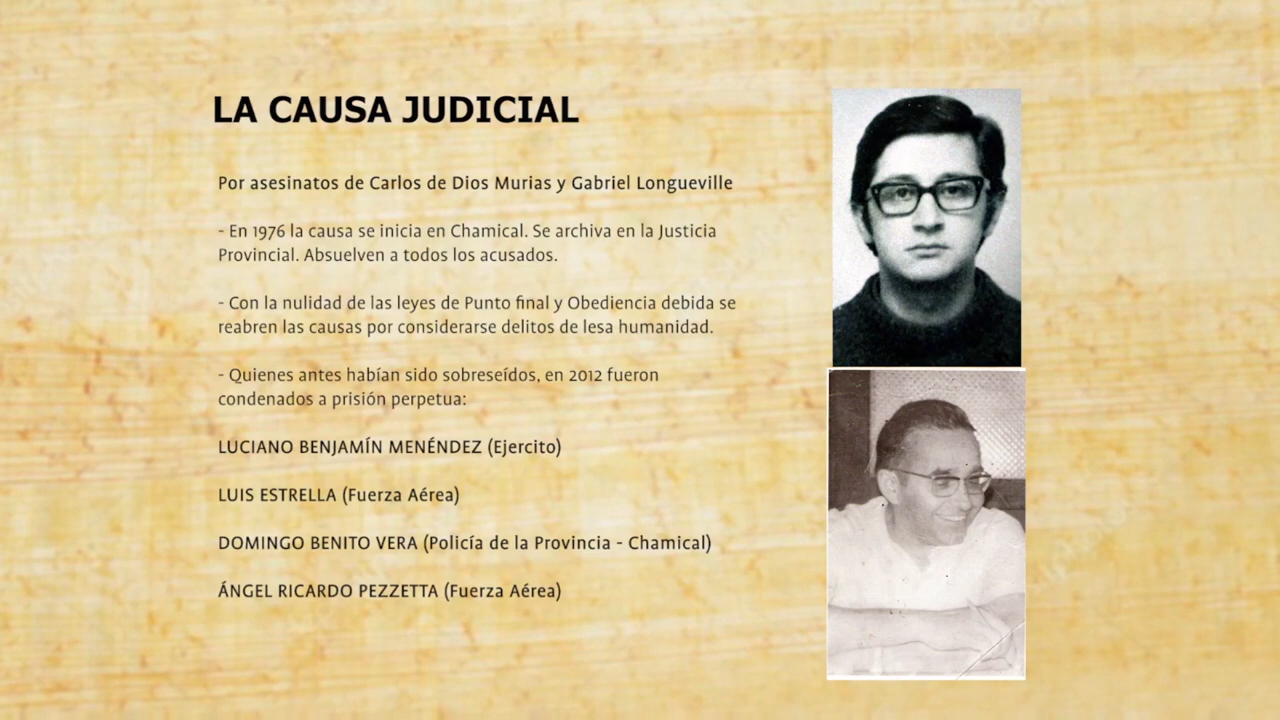 LA CAUSA JUDICIAL
Por asesinatos de Carlos de Dios Murias y Gabriel Longueville
- En 1976 la causa se inicia en Chamical. Se archiva en la Justicia
Provincial. Absuelven a todos los acusados.
- Con la nulidad de las leyes de Punto final y Obediencia debida se
reabren las causas por considerarse delitos de lesa humanidad.
- Quienes antes habían sido sobreseídos, en 2012 fueron
condenados a prisión perpetua:
LUCIANO BENJAMÍN MENÉNDEZ (Ejercito)
LUIS ESTRELLA (Fuerza Aérea)
DOMINGO BENITO VERA (Policía de la Provincia - Chamical)
ÁNGEL RICARDO PEZZETTA (Fuerza Aérea)